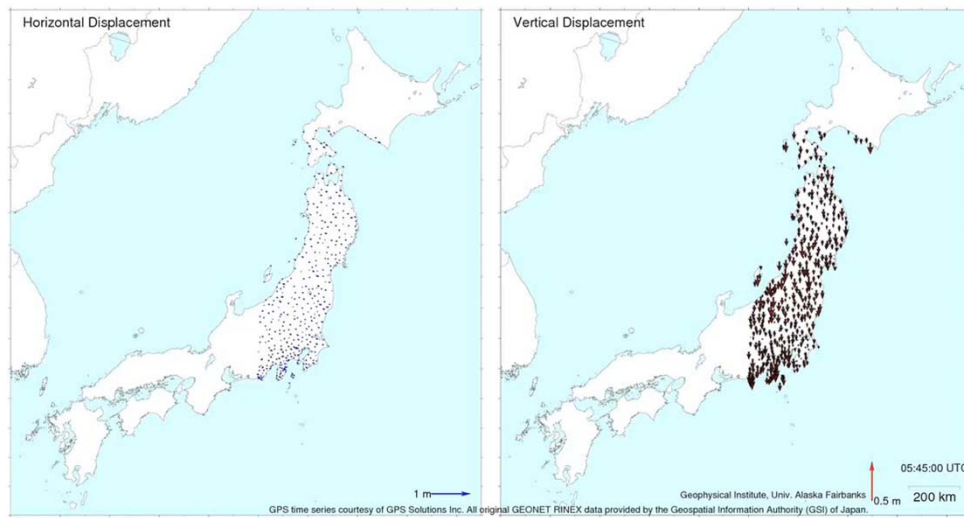 Horizontal Displacement
Vertical Displacement
1 m
05:45:00 UTC
0.5 m
200 km
Geophysical Institute, Univ. Alaska Fairbanks
GPS time series courtesy of GPS Solutions Inc. All original GEONET RINEX data provided by the Geospatial Information Authority (GSI) of Japan.